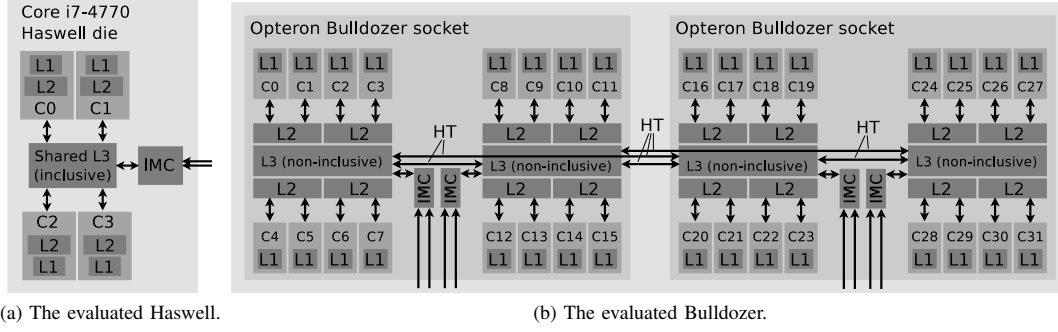 Core i7-4770
Haswell die
L1 L1
L2 L2
C0 C1
Shared L3
(inclusive)
IMC
C2 C3
L2 L2
L1 L1
(a) The evaluated Haswell.
Opteron Bulldozer socket
L1 L1 L1 L1 L1 L1 L1 L1
C0 C1 C2 C3 C8 C9 C10 C11
HT
L2 L2 L2 L2
L3 (non-inclusive) L3 (non-inclusive)
IMC IMC
L2 L2 L2 L2
C4 C5 C6 C7 C12 C13 C14 C15
L1 L1 L1 L1 L1 L1 L1 L1
HT
Opteron Bulldozer socket
L1 L1 L1 L1 L1 L1 L1 L1
C16 C17 C18 C19 C24 C25 C26 C27
HT
L2 L2 L2 L2
L3 (non-inclusive) L3 (non-inclusive)
IMC IMC
L2 L2 L2 L2
C20 C21 C22 C23 C28 C29 C30 C31
L1 L1 L1 L1 L1 L1 L1 L1
(b) The evaluated Bulldozer.